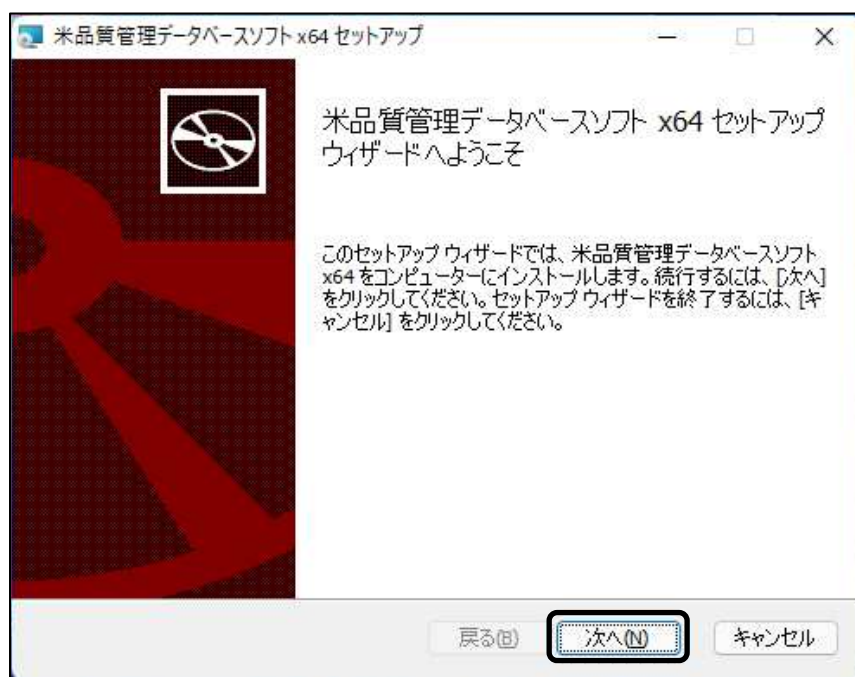 米品質管理データベースソフト x64 セットアップ
米品質管理データベースソフト x64 セットアップ
ウィザードへようこそ
このセットアップ ウィザードでは、米品質管理データベースソフト
x64 をコンピューターにインストールします。続行するには、[次へ]
をクリックしてください。セットアップ ウィザードを終了するには、[キ
ャンセル] をクリックしてください。
戻る(B) 次へ(N) キャンセル